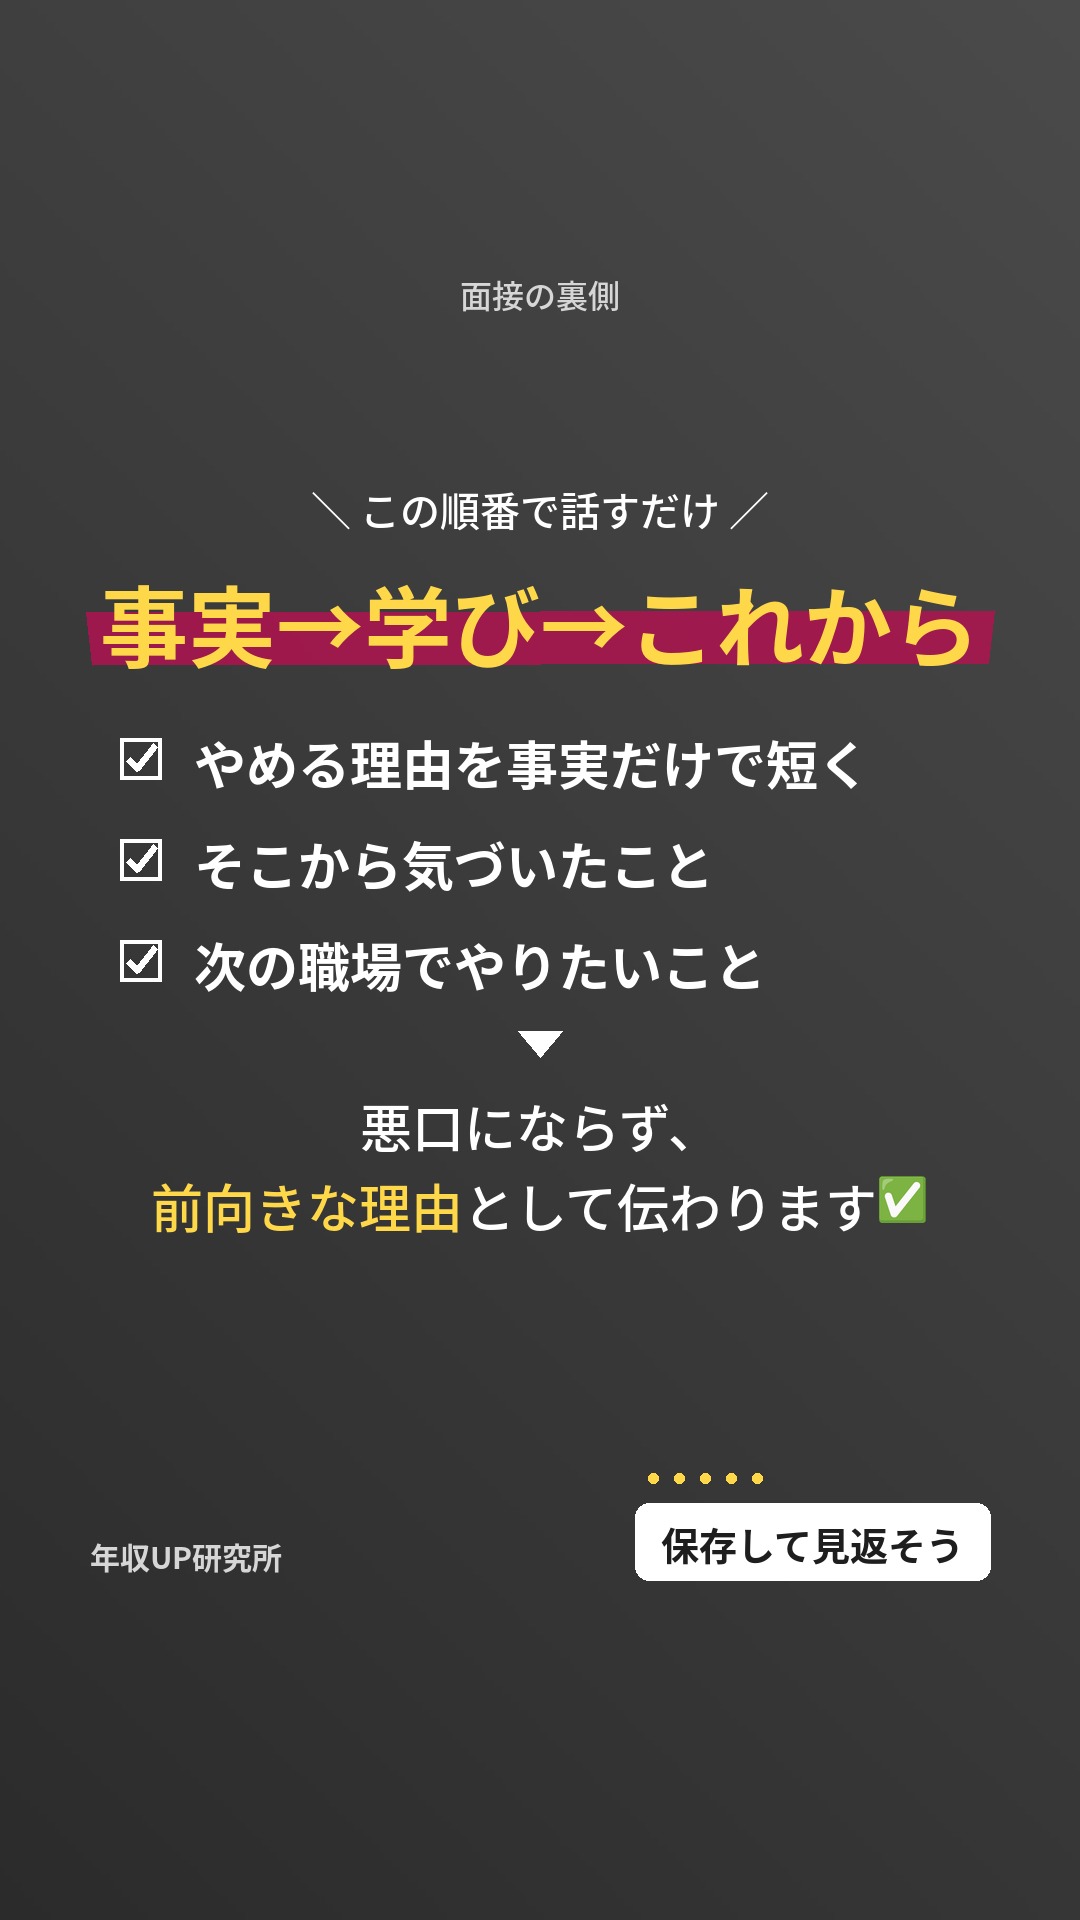 面接の裏側
＼ この順番で話すだけ ／
事実→学び→これから
☑ やめる理由を事実だけで短く
☑ そこから気づいたこと
☑ 次の職場でやりたいこと
▼
悪口にならず、
前向きな理由として伝わります✅
保存して見返そう
年収UP研究所